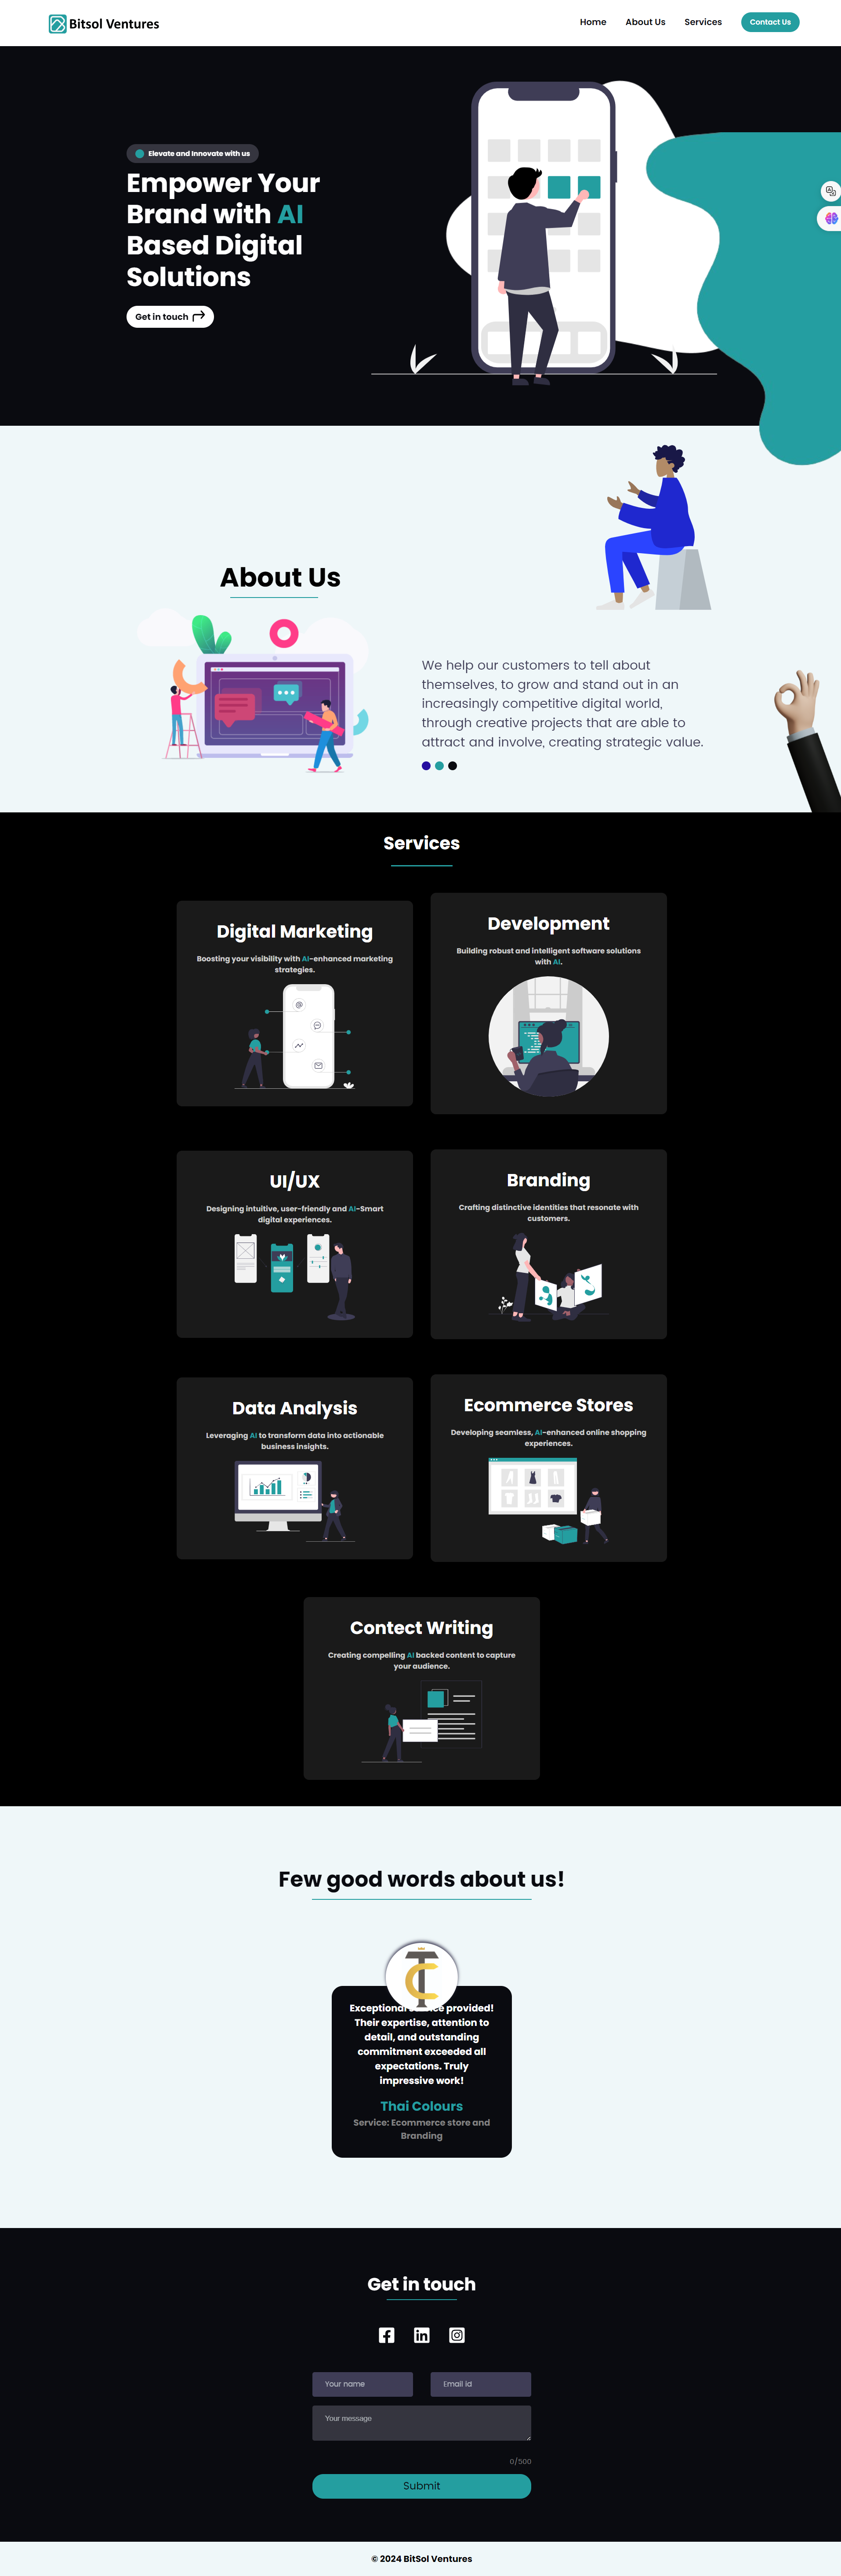 Bitsol Ventures
Home
About Us
Services
Contact Us
Elevate and Innovate with us
Empower Your
Brand with AI
Based Digital
Solutions
Get in touch
About Us
We help our customers to tell about
themselves, to grow and stand out in an
increasingly competitive digital world,
through creative projects that are able to
attract and involve, creating strategic value.
Services
Digital Marketing
Boosting your visibility with AI-enhanced marketing
strategies.
Development
Building robust and intelligent software solutions
with AI.
UI/UX
Designing intuitive, user-friendly and AI-Smart
digital experiences.
Branding
Crafting distinctive identities that resonate with
customers.
Data Analysis
Leveraging AI to transform data into actionable
business insights.
Ecommerce Stores
Developing seamless, AI-enhanced online shopping
experiences.
Contect Writing
Creating compelling AI backed content to capture
your audience.
Few good words about us!
Exceptional service provided!
Their expertise, attention to
detail, and outstanding
commitment exceeded all
expectations. Truly
impressive work!
Thai Colours
Service: Ecommerce store and
Branding
Get in touch
Your name
Email id
Your message
0/500
Submit
© 2024 BitSol Ventures